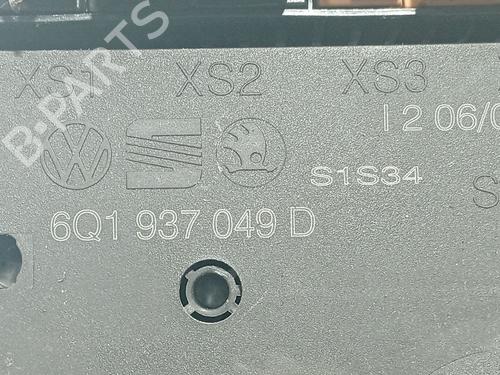 XS1 XS2 XS3
I 2 06/0
S1S34
S
6Q1 937 049 D
B-PARTS